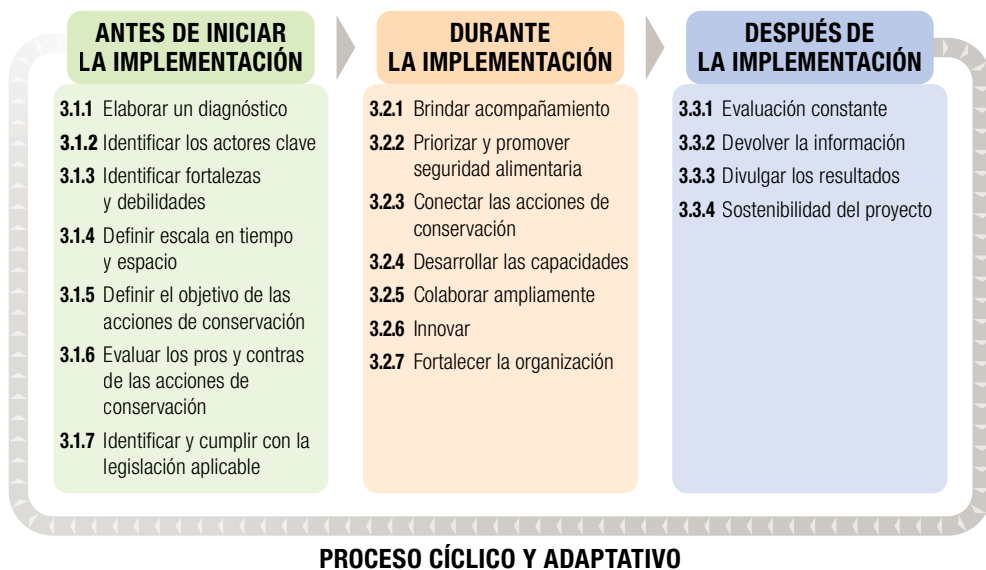 ANTES DE INICIAR
LA IMPLEMENTACIÓN
3.1.1 Elaborar un diagnóstico
3.1.2 Identificar los actores clave
3.1.3 Identificar fortalezas
y debilidades
3.1.4 Definir escala en tiempo
y espacio
3.1.5 Definir el objetivo de las
acciones de conservación
3.1.6 Evaluar los pros y contras
de las acciones de
conservación
3.1.7 Identificar y cumplir con la
legislación aplicable
DURANTE
LA IMPLEMENTACIÓN
3.2.1 Brindar acompañamiento
3.2.2 Priorizar y promover
seguridad alimentaria
3.2.3 Conectar las acciones de
conservación
3.2.4 Desarrollar las capacidades
3.2.5 Colaborar ampliamente
3.2.6 Innovar
3.2.7 Fortalecer la organización
DESPUÉS DE
LA IMPLEMENTACIÓN
3.3.1 Evaluación constante
3.3.2 Devolver la información
3.3.3 Divulgar los resultados
3.3.4 Sostenibilidad del proyecto
PROCESO CÍCLICO Y ADAPTATIVO